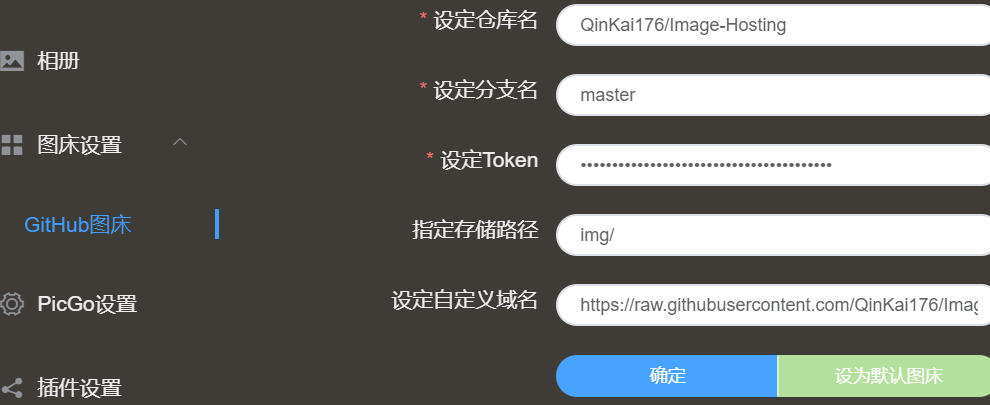 相册
图床设置
GitHub图床
PicGo设置
插件设置
* 设定仓库名 QinKai176/Image-Hosting
* 设定分支名 master
* 设定Token ••••••••••••••••••••••••••••••••••••••••
指定存储路径 img/
设定自定义域名 https://raw.githubusercontent.com/QinKai176/Imag
确定 设为默认图床